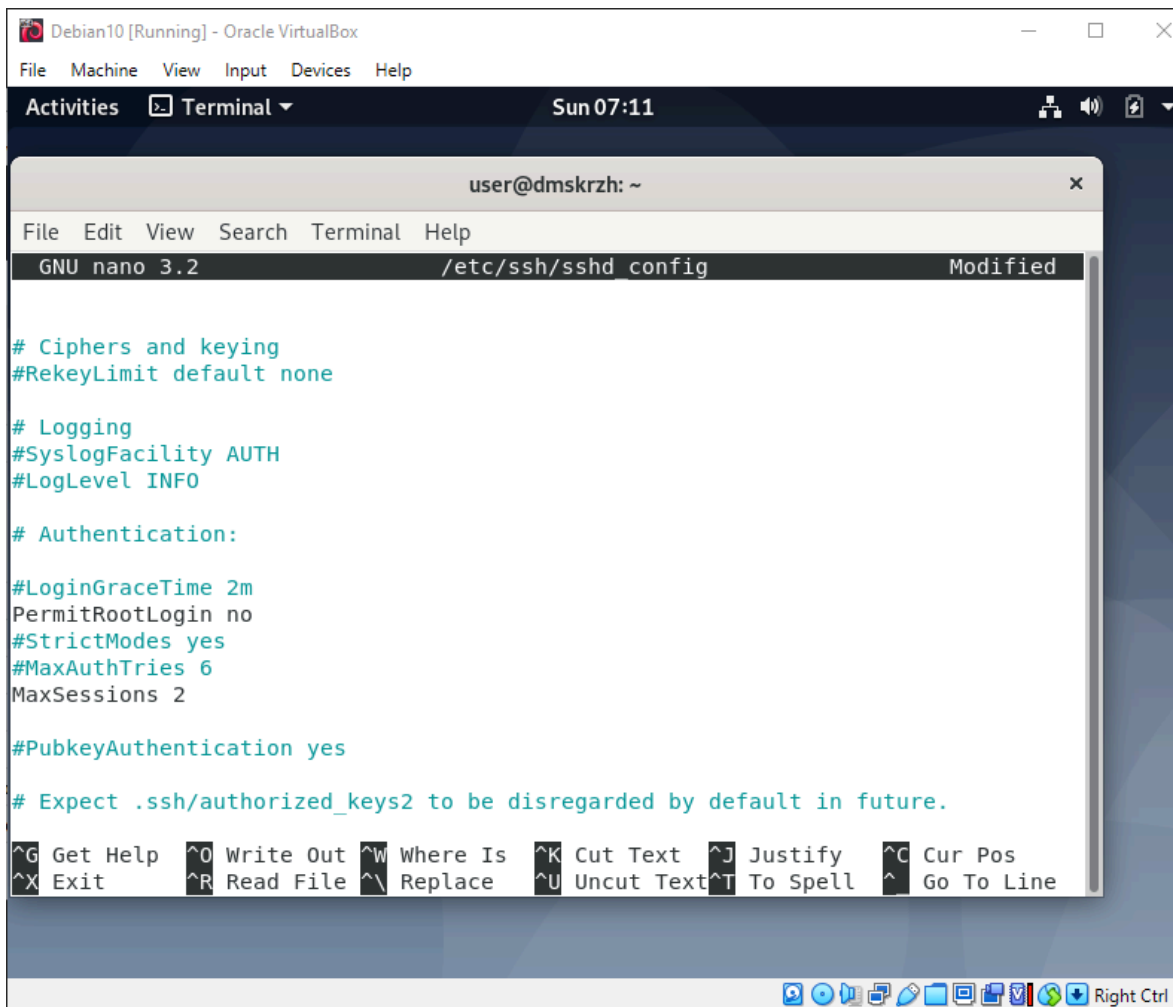 Debian10 [Running] - Oracle VirtualBox
File Machine View Input Devices Help
Activities Terminal Sun 07:11
user@dmskrzh: ~
File Edit View Search Terminal Help
GNU nano 3.2 /etc/ssh/sshd_config Modified
# Ciphers and keying
#RekeyLimit default none
# Logging
#SyslogFacility AUTH
#LogLevel INFO
# Authentication:
#LoginGraceTime 2m
PermitRootLogin no
#StrictModes yes
#MaxAuthTries 6
MaxSessions 2
#PubkeyAuthentication yes
# Expect .ssh/authorized_keys2 to be disregarded by default in future.
^G Get Help ^O Write Out ^W Where Is ^K Cut Text ^J Justify ^C Cur Pos
^X Exit ^R Read File ^\ Replace ^U Uncut Text ^T To Spell ^_ Go To Line
Right Ctrl